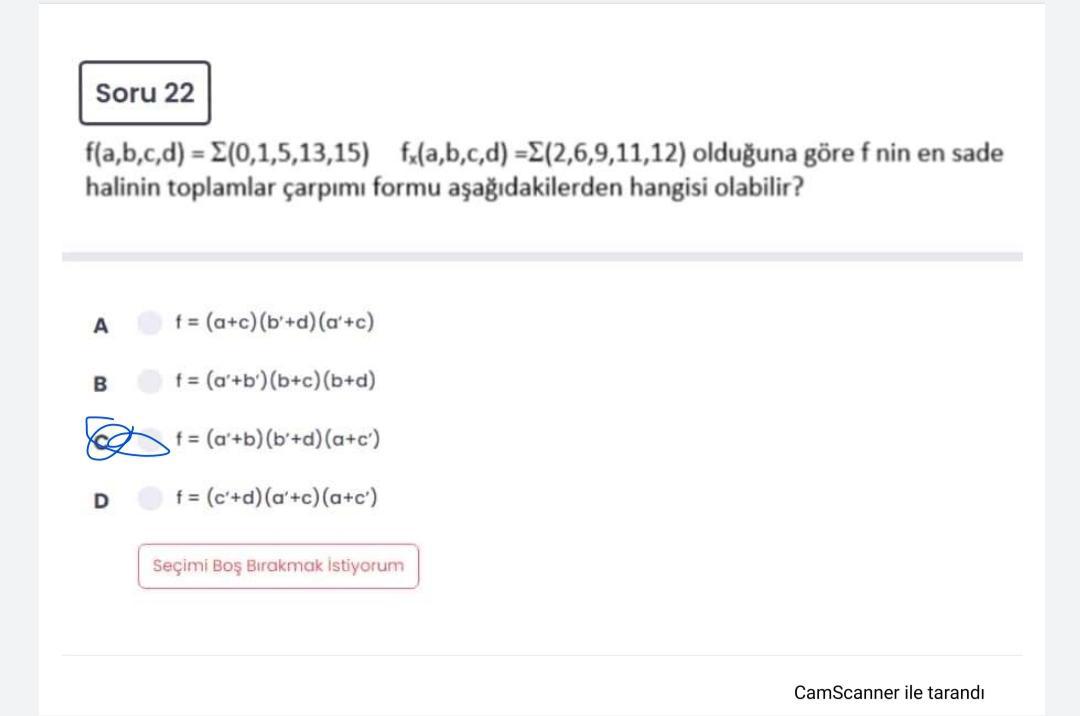 Soru 22
f(a,b,c,d) = Σ(0,1,5,13,15) fₓ(a,b,c,d) =Σ(2,6,9,11,12) olduğuna göre f nin en sade
halinin toplamlar çarpımı formu aşağıdakilerden hangisi olabilir?
A f = (a+c)(b'+d)(a'+c)
B f = (a'+b')(b+c)(b+d)
C f = (a'+b)(b'+d)(a+c')
D f = (c'+d)(a'+c)(a+c')
Seçimi Boş Bırakmak İstiyorum
CamScanner ile tarandı